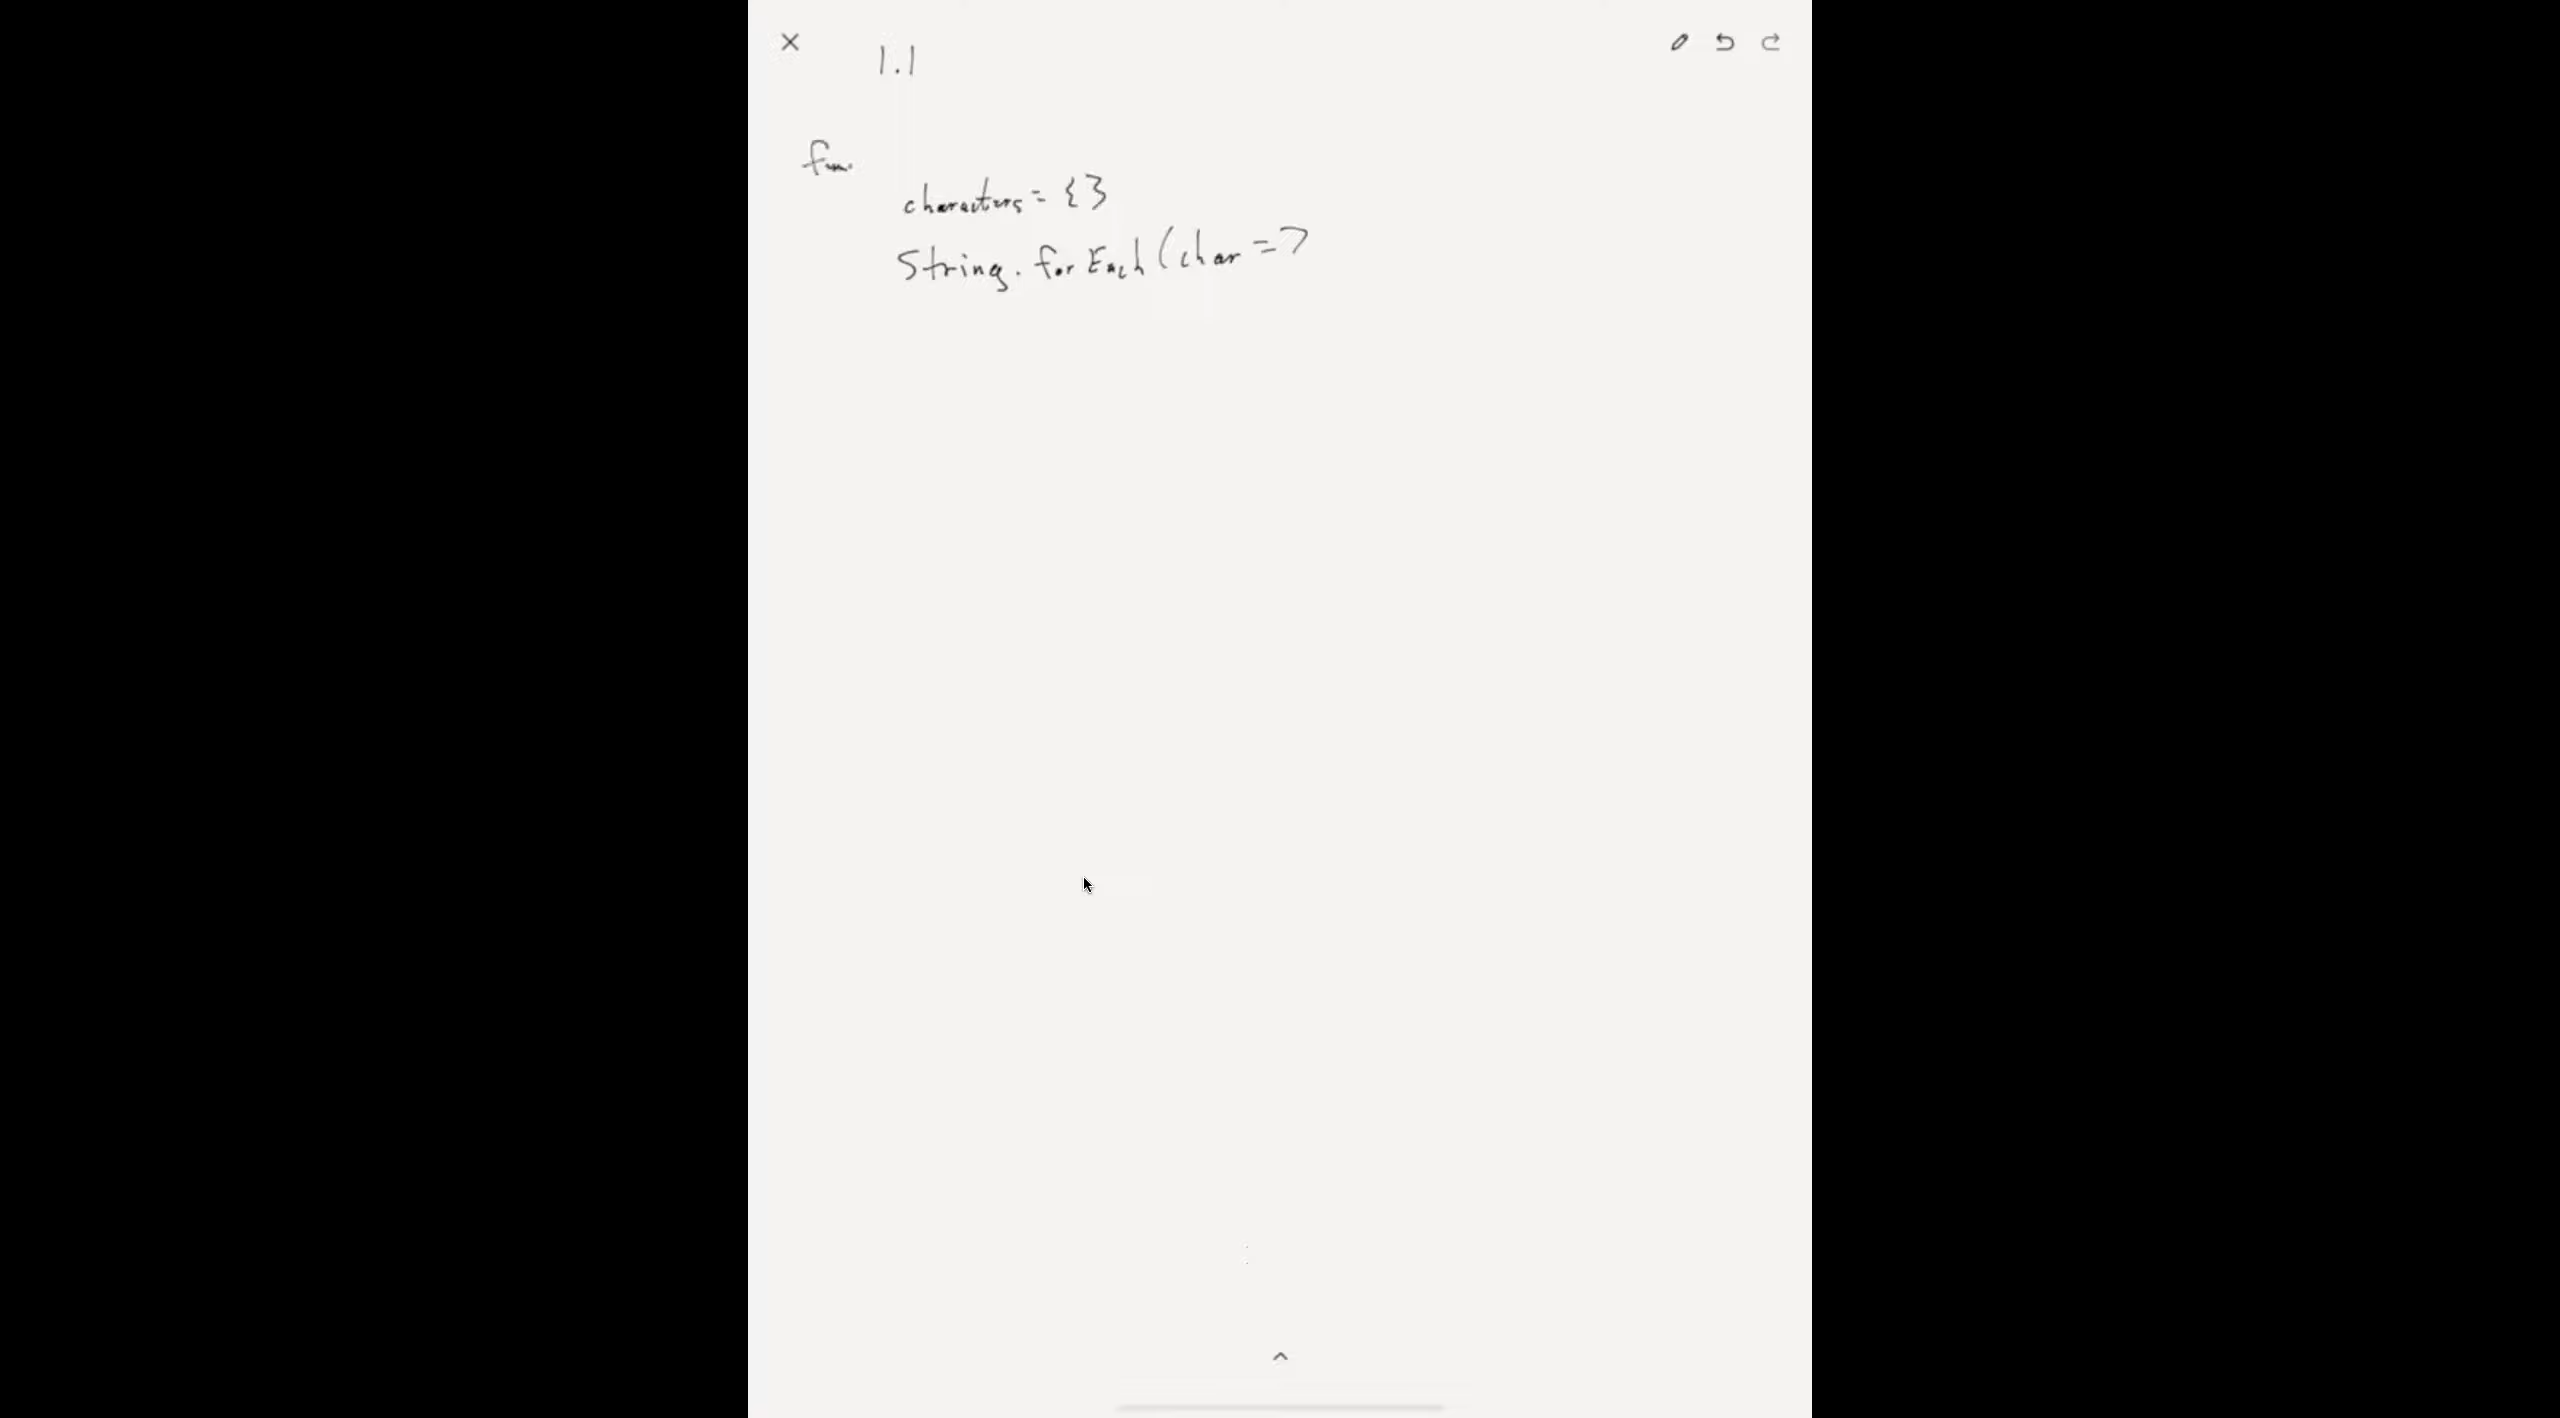 1.1
fun.
characters = {}
String.forEach(char =>